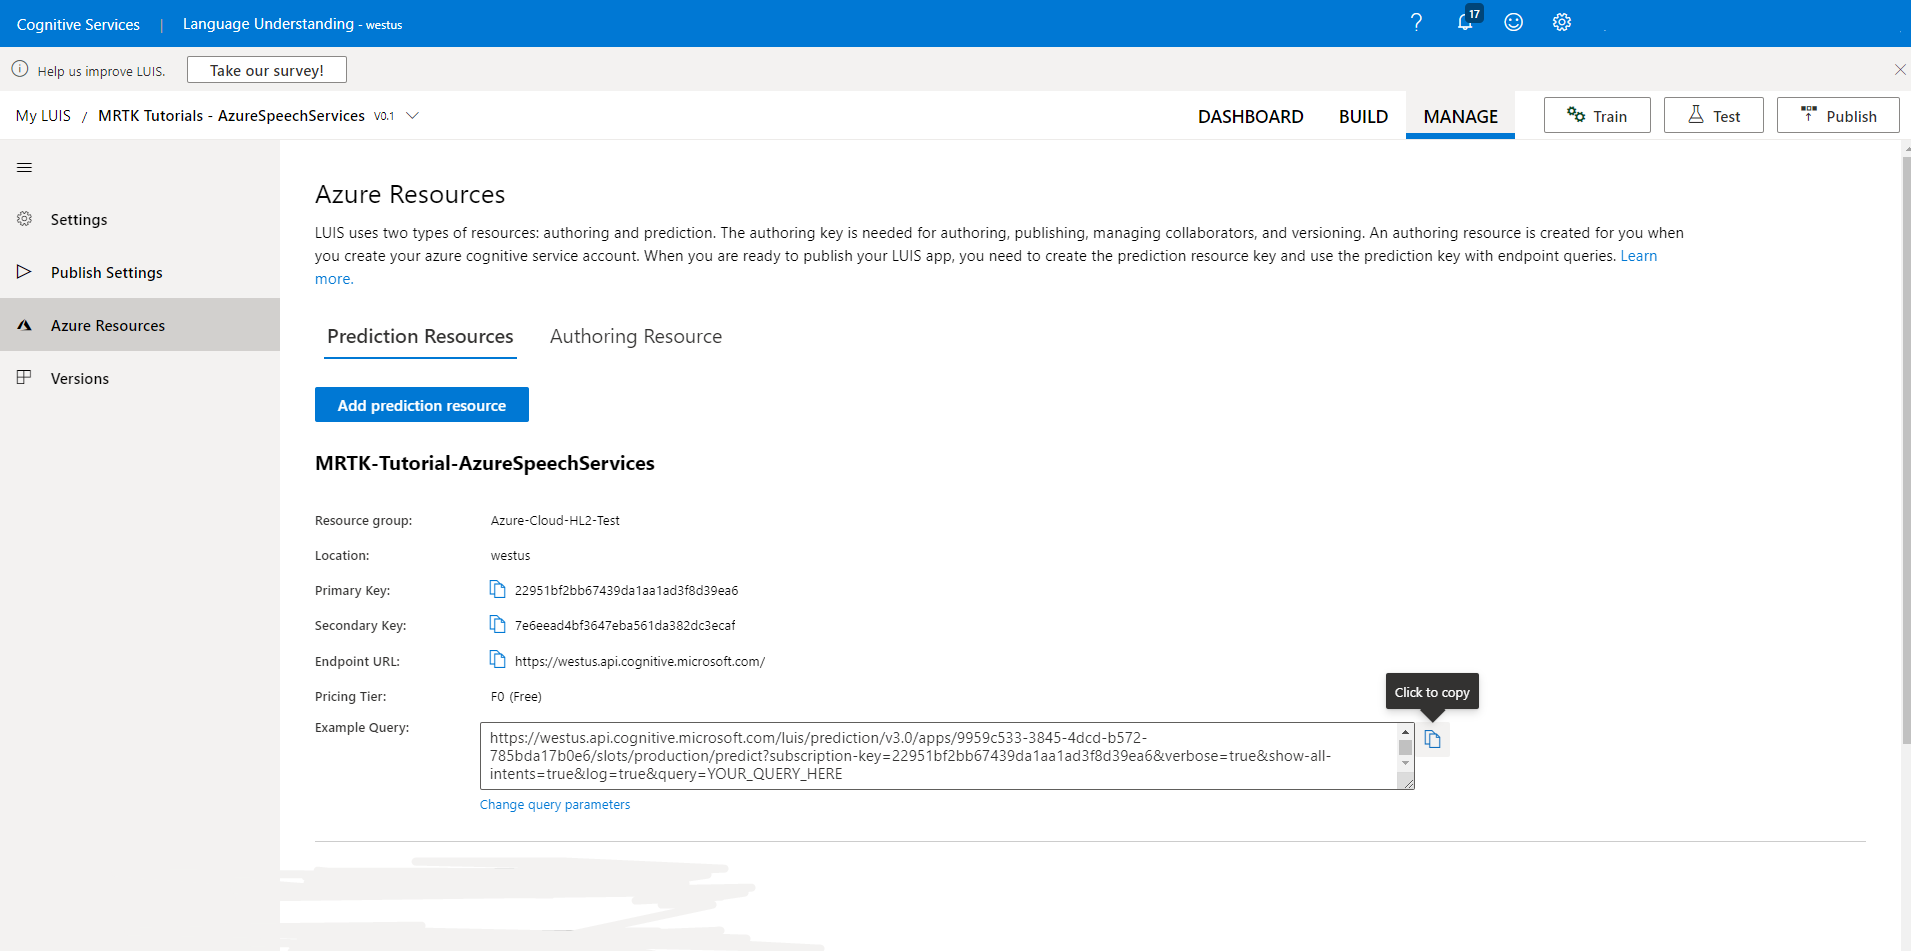 Cognitive Services | Language Understanding - westus
17
Help us improve LUIS. Take our survey!
My LUIS / MRTK Tutorials - AzureSpeechServices V0.1
DASHBOARD BUILD MANAGE Train Test Publish
Settings
Publish Settings
Azure Resources
Versions
Azure Resources
LUIS uses two types of resources: authoring and prediction. The authoring key is needed for authoring, publishing, managing collaborators, and versioning. An authoring resource is created for you when
you create your azure cognitive service account. When you are ready to publish your LUIS app, you need to create the prediction resource key and use the prediction key with endpoint queries. Learn
more.
Prediction Resources Authoring Resource
Add prediction resource
MRTK-Tutorial-AzureSpeechServices
Resource group: Azure-Cloud-HL2-Test
Location: westus
Primary Key: 22951bf2bb67439da1aa1ad3f8d39ea6
Secondary Key: 7e6eead4bf3647eba561da382dc3ecaf
Endpoint URL: https://westus.api.cognitive.microsoft.com/
Pricing Tier: F0 (Free)
Click to copy
Example Query: https://westus.api.cognitive.microsoft.com/luis/prediction/v3.0/apps/9959c533-3845-4dcd-b572-
785bda17b0e6/slots/production/predict?subscription-key=22951bf2bb67439da1aa1ad3f8d39ea6&verbose=true&show-all-
intents=true&log=true&query=YOUR_QUERY_HERE
Change query parameters